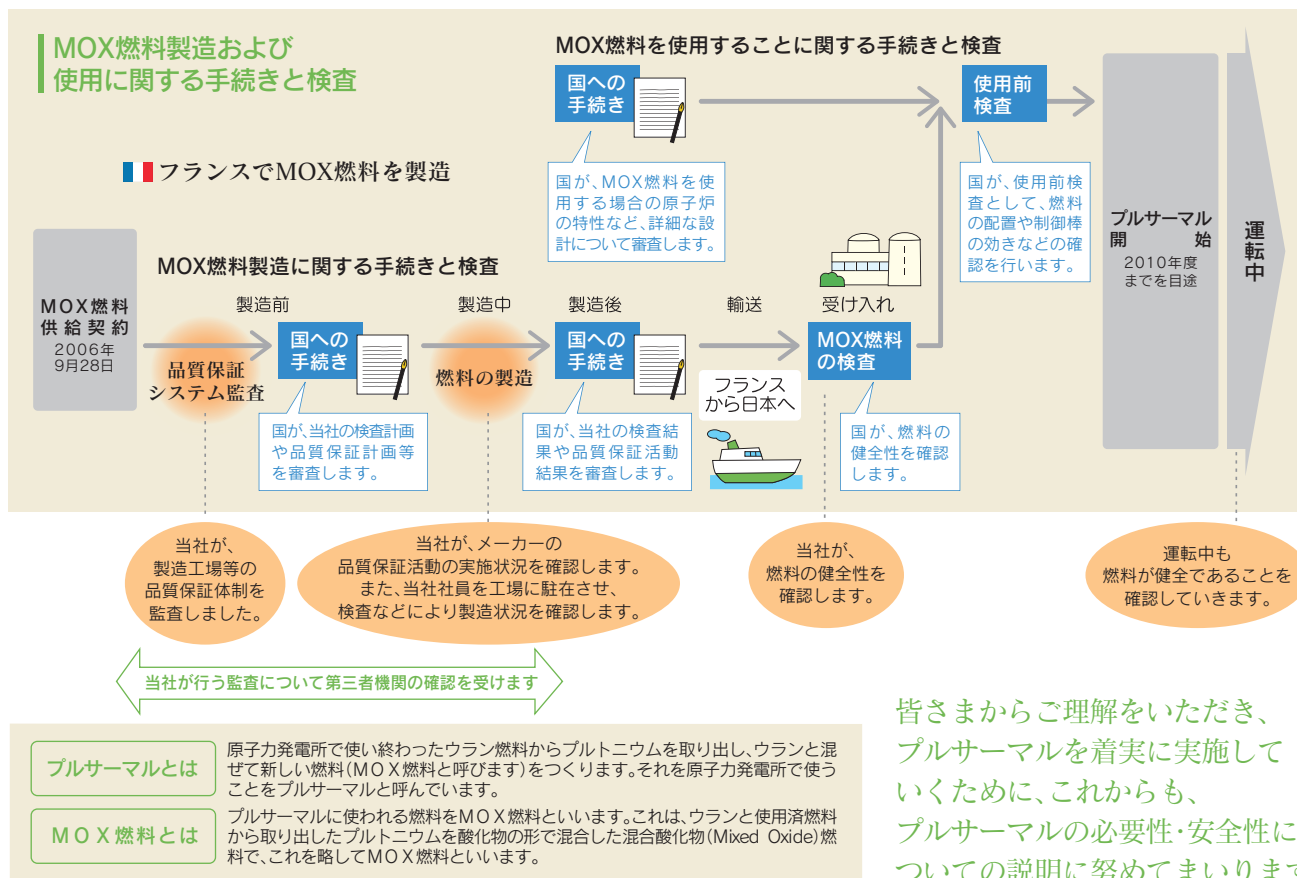 MOX燃料製造および
使用に関する手続きと検査
MOX燃料を使用することに関する手続きと検査
国への
手続き
使用前
検査
国が、MOX燃料を使
用する場合の原子炉
の特性など、詳細な設
計について審査します。
国が、使用前検
査として、燃料
の配置や制御棒
の効きなどの確
認を行います。
プルサーマル
開始
2010年度
までを目途
運転中
フランスでMOX燃料を製造
MOX燃料製造に関する手続きと検査
MOX燃料
供給契約
2006年
9月28日
製造前
製造中
製造後
輸送
受け入れ
品質保証
システム監査
国への
手続き
燃料の製造
国への
手続き
フランス
から日本へ
MOX燃料
の検査
国が、当社の検査計画
や品質保証計画等
を審査します。
国が、当社の検査結
果や品質保証活動
結果を審査します。
国が、燃料の
健全性を確認
します。
当社が、
製造工場等の
品質保証体制を
監査しました。
当社が、メーカーの
品質保証活動の実施状況を確認します。
また、当社社員を工場に駐在させ、
検査などにより製造状況を確認します。
当社が、
燃料の健全性を
確認します。
運転中も
燃料が健全であることを
確認していきます。
当社が行う監査について第三者機関の確認を受けます
プルサーマルとは
原子力発電所で使い終わったウラン燃料からプルトニウムを取り出し、ウランと混
ぜて新しい燃料(MOX燃料と呼びます)をつくります。それを原子力発電所で使う
ことをプルサーマルと呼んでいます。
MOX燃料とは
プルサーマルに使われる燃料をMOX燃料といいます。これは、ウランと使用済燃料
から取り出したプルトニウムを酸化物の形で混合した混合酸化物(Mixed Oxide)燃
料で、これを略してMOX燃料といいます。
皆さまからご理解をいただき、
プルサーマルを着実に実施して
いくために、これからも、
プルサーマルの必要性・安全性に
ついての説明に努めてまいります